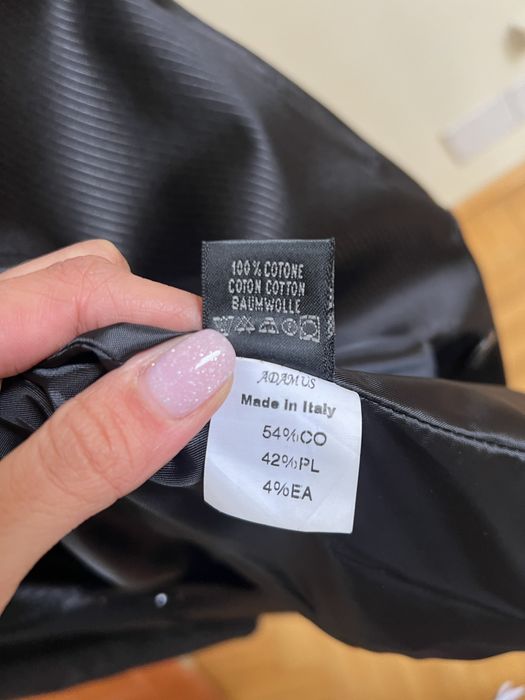 100% COTONE
COTON COTTON
BAUMWOLLE
ADAMUS
Made in Italy
54%CO
42%PL
4%EA